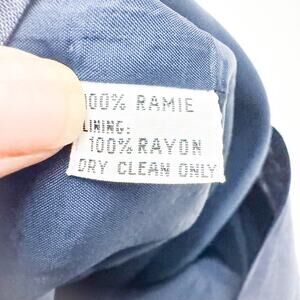 100% RAMIE
LINING:
100% RAYON
DRY CLEAN ONLY